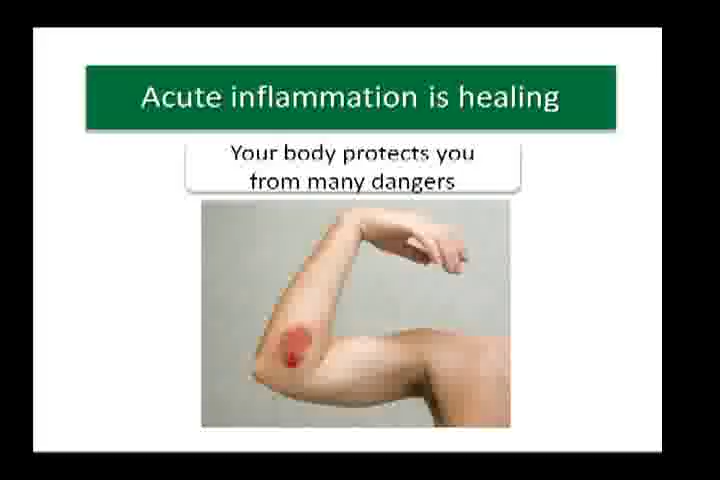 Acute inflammation is healing
Your body protects you
from many dangers